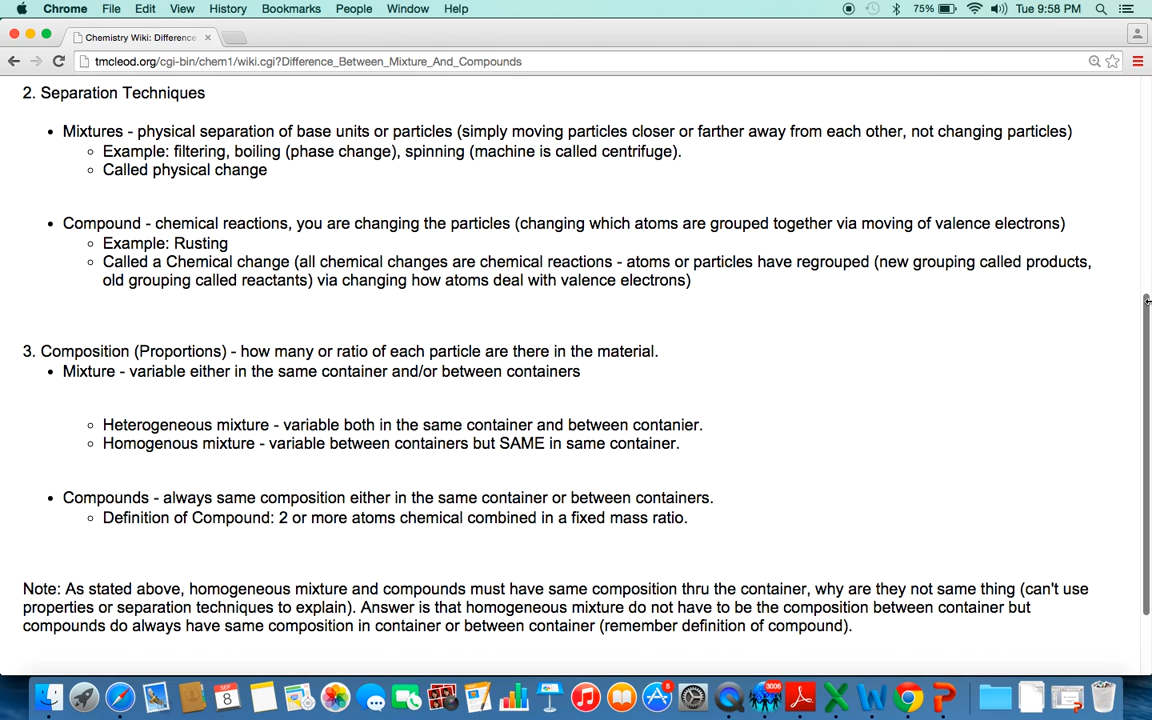 Chrome File Edit View History Bookmarks People Window Help 75% Tue 9:58 PM
Chemistry Wiki: Difference
tmcleod.org/cgi-bin/chem1/wiki.cgi?Difference_Between_Mixture_And_Compounds
2. Separation Techniques
• Mixtures - physical separation of base units or particles (simply moving particles closer or farther away from each other, not changing particles)
◦ Example: filtering, boiling (phase change), spinning (machine is called centrifuge).
◦ Called physical change
• Compound - chemical reactions, you are changing the particles (changing which atoms are grouped together via moving of valence electrons)
◦ Example: Rusting
◦ Called a Chemical change (all chemical changes are chemical reactions - atoms or particles have regrouped (new grouping called products,
old grouping called reactants) via changing how atoms deal with valence electrons)
3. Composition (Proportions) - how many or ratio of each particle are there in the material.
• Mixture - variable either in the same container and/or between containers
◦ Heterogeneous mixture - variable both in the same container and between contanier.
◦ Homogenous mixture - variable between containers but SAME in same container.
• Compounds - always same composition either in the same container or between containers.
◦ Definition of Compound: 2 or more atoms chemical combined in a fixed mass ratio.
Note: As stated above, homogeneous mixture and compounds must have same composition thru the container, why are they not same thing (can't use
properties or separation techniques to explain). Answer is that homogeneous mixture do not have to be the composition between container but
compounds do always have same composition in container or between container (remember definition of compound).
SEP
8
5
3006